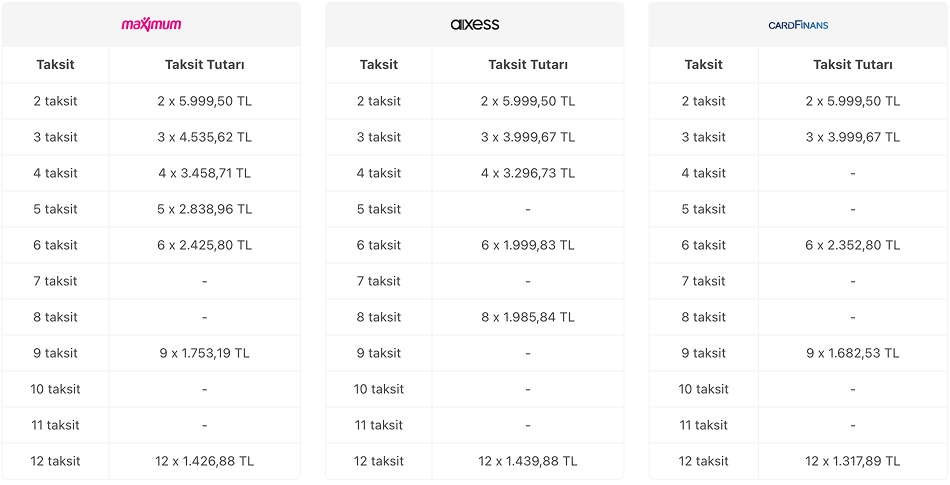 maximum
Taksit Taksit Tutarı
2 taksit 2 x 5.999,50 TL
3 taksit 3 x 4.535,62 TL
4 taksit 4 x 3.458,71 TL
5 taksit 5 x 2.838,96 TL
6 taksit 6 x 2.425,80 TL
7 taksit -
8 taksit -
9 taksit 9 x 1.753,19 TL
10 taksit -
11 taksit -
12 taksit 12 x 1.426,88 TL
axess
Taksit Taksit Tutarı
2 taksit 2 x 5.999,50 TL
3 taksit 3 x 3.999,67 TL
4 taksit 4 x 3.296,73 TL
5 taksit -
6 taksit 6 x 1.999,83 TL
7 taksit -
8 taksit 8 x 1.985,84 TL
9 taksit -
10 taksit -
11 taksit -
12 taksit 12 x 1.439,88 TL
CARDFINANS
Taksit Taksit Tutarı
2 taksit 2 x 5.999,50 TL
3 taksit 3 x 3.999,67 TL
4 taksit -
5 taksit -
6 taksit 6 x 2.352,80 TL
7 taksit -
8 taksit -
9 taksit 9 x 1.682,53 TL
10 taksit -
11 taksit -
12 taksit 12 x 1.317,89 TL